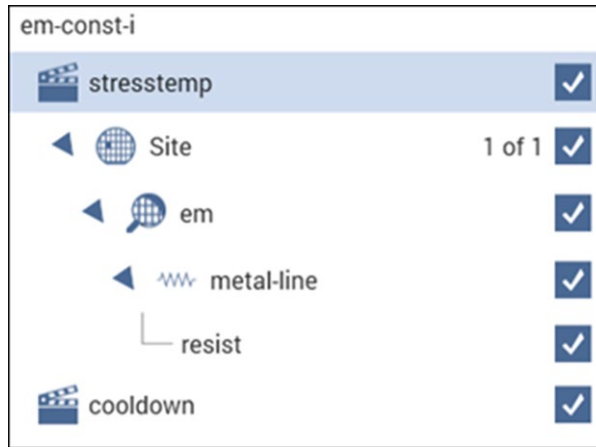 em-const-i
stresstemp
Site 1 of 1
em
metal-line
resist
cooldown